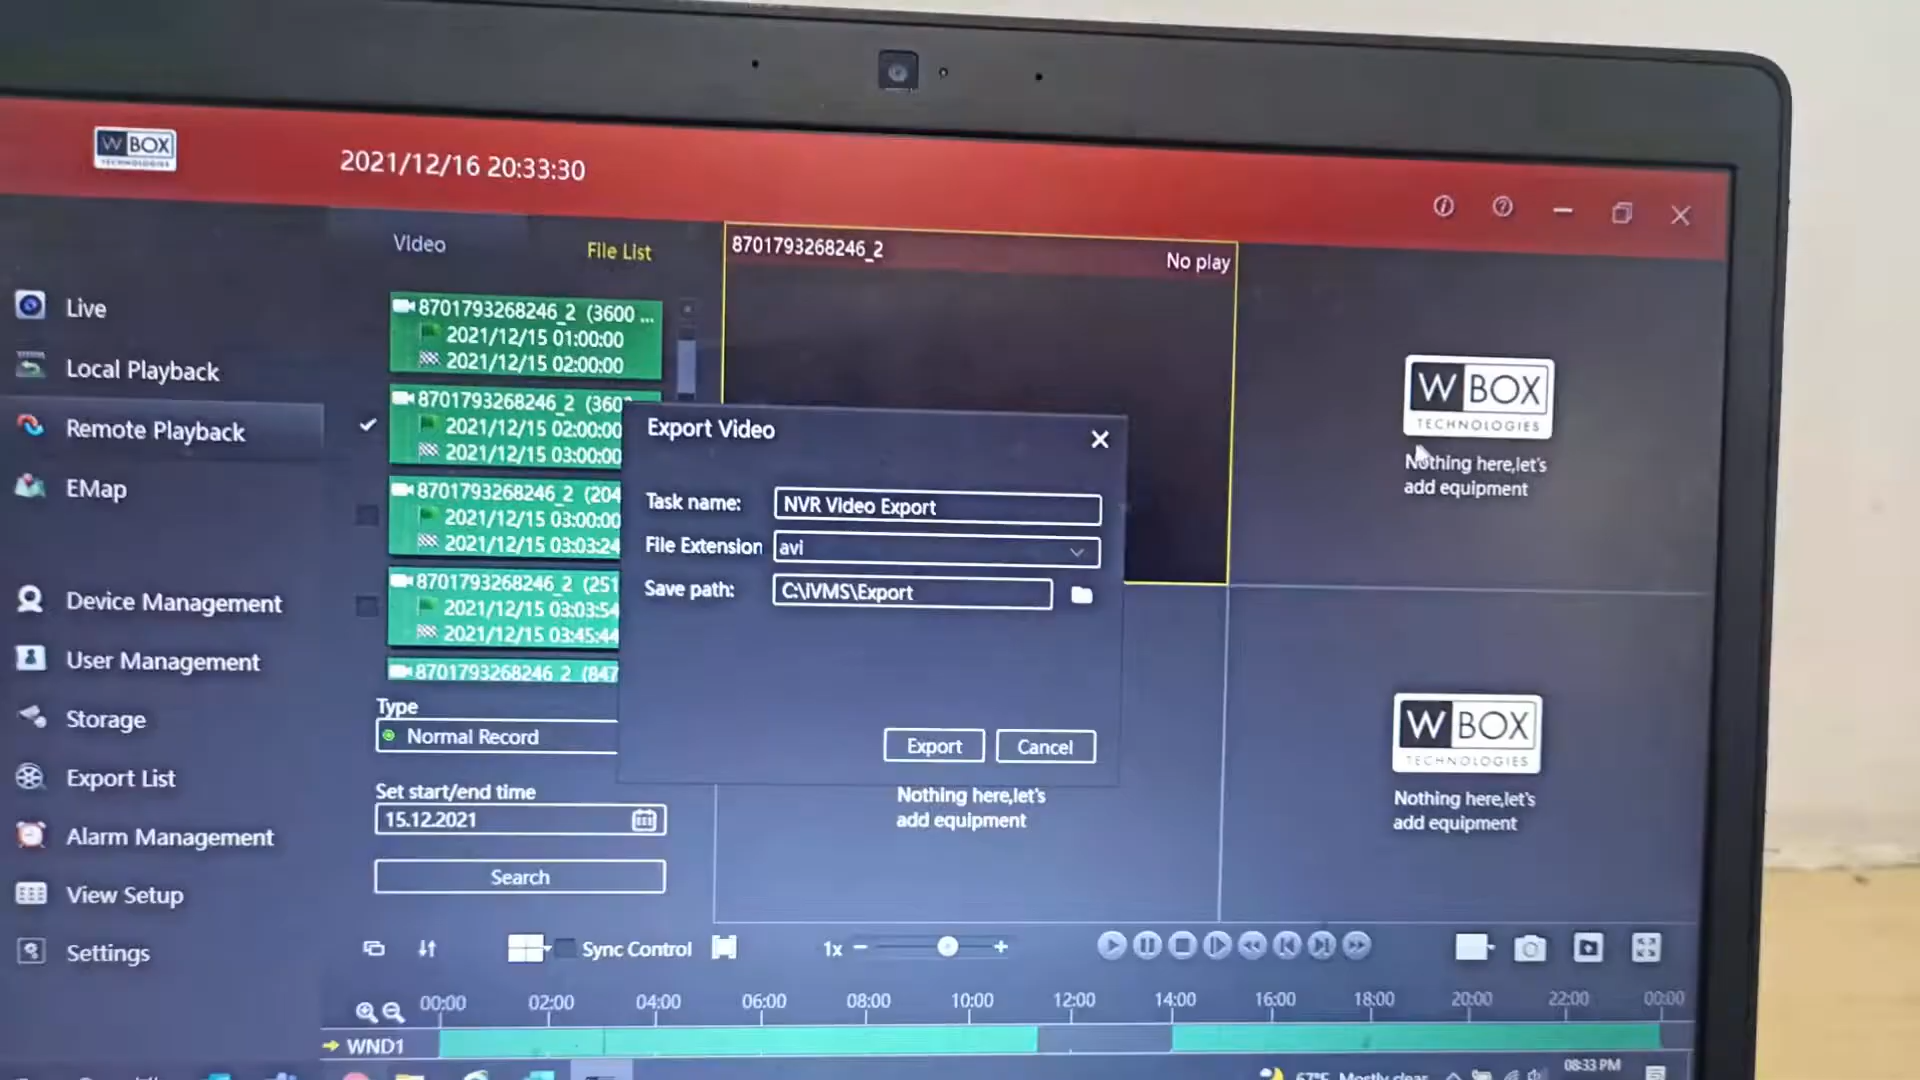 W BOX
TECHNOLOGIES
2021/12/16 20:33:30
Video
File List
8701793268246_2
No play
Live
Local Playback
Remote Playback
EMap
Device Management
User Management
Storage
Export List
Alarm Management
View Setup
Settings
8701793268246_2 (3600 ...
2021/12/15 01:00:00
2021/12/15 02:00:00
8701793268246_2 (360
2021/12/15 02:00:00
2021/12/15 03:00:00
8701793268246_2 (204
2021/12/15 03:00:00
2021/12/15 03:03:24
8701793268246_2 (251
2021/12/15 03:03:54
2021/12/15 03:45:44
8701793268246_2 (847
Type
Normal Record
Set start/end time
15.12.2021
Search
Export Video
Task name:
NVR Video Export
File Extension
avi
Save path:
C:\IVMS\Export
Export
Cancel
W BOX
TECHNOLOGIES
Nothing here,let's
add equipment
Nothing here,let's
add equipment
W BOX
TECHNOLOGIES
Nothing here,let's
add equipment
Sync Control
1x
00:00 02:00 04:00 06:00 08:00 10:00 12:00 14:00 16:00 18:00 20:00 22:00 00:00
WND1
67°F Mostly clear
08:33 PM